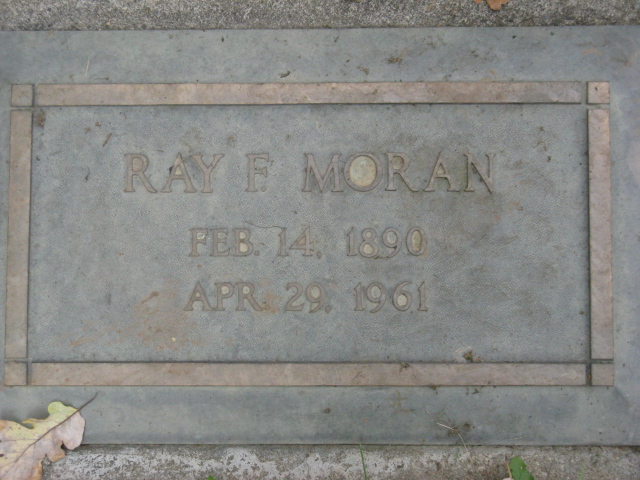 RAY F MORAN
FEB. 14, 1890
APR. 29, 1961